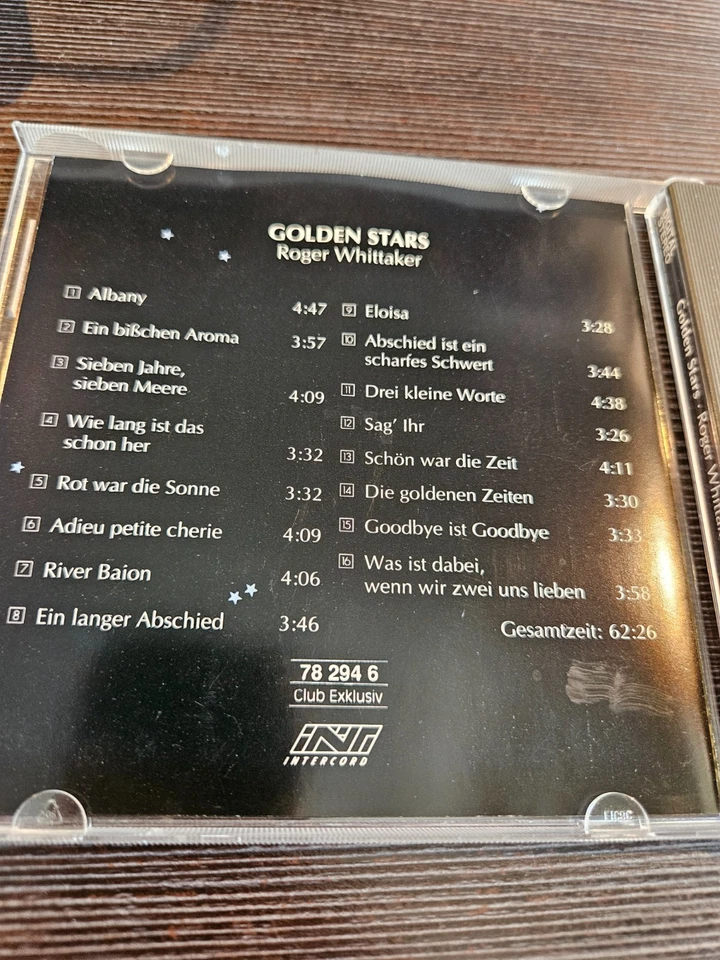 GOLDEN STARS
Roger Whittaker
1 Albany 4:47
2 Ein bißchen Aroma 3:57
3 Sieben Jahre,
sieben Meere 4:09
4 Wie lang ist das
schon her 3:32
5 Rot war die Sonne 3:32
6 Adieu petite cherie 4:09
7 River Baion 4:06
8 Ein langer Abschied 3:46
9 Eloisa 3:28
10 Abschied ist ein
scharfes Schwert 3:44
11 Drei kleine Worte 4:38
12 Sag' Ihr 3:26
13 Schön war die Zeit 4:11
14 Die goldenen Zeiten 3:30
15 Goodbye ist Goodbye 3:33
16 Was ist dabei,
wenn wir zwei uns lieben 3:58
Gesamtzeit: 62:26
78 294 6
Club Exklusiv
INT
INTERCORD
Golden Stars · Roger